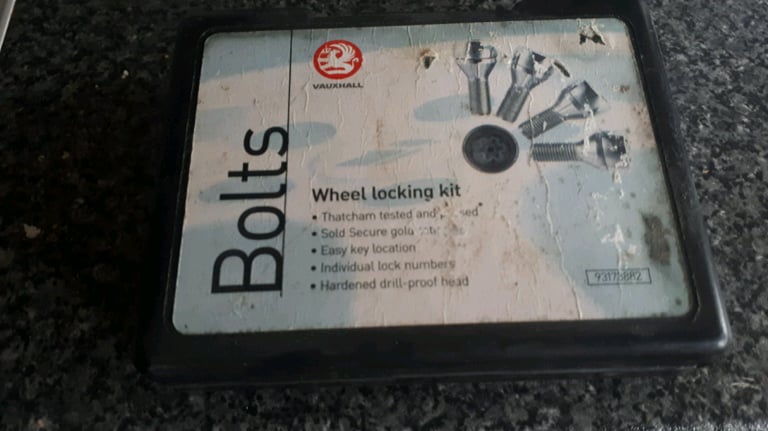 VAUXHALL
Bolts
Wheel locking kit
• Thatcham tested and
• Sold Secure gold
• Easy key location
• Individual lock numbers
• Hardened drill-proof head